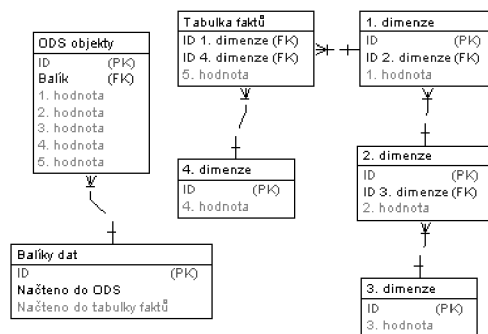 ODS objekty
ID (PK)
Balík (FK)
1. hodnota
2. hodnota
3. hodnota
4. hodnota
5. hodnota
Balíky dat
ID (PK)
Načteno do ODS
Načteno do tabulky faktů
Tabulka faktů
ID 1. dimenze (FK)
ID 4. dimenze (FK)
5. hodnota
4. dimenze
ID (PK)
4. hodnota
1. dimenze
ID (PK)
ID 2. dimenze (FK)
1. hodnota
2. dimenze
ID (PK)
ID 3. dimenze (FK)
2. hodnota
3. dimenze
ID (PK)
3. hodnota